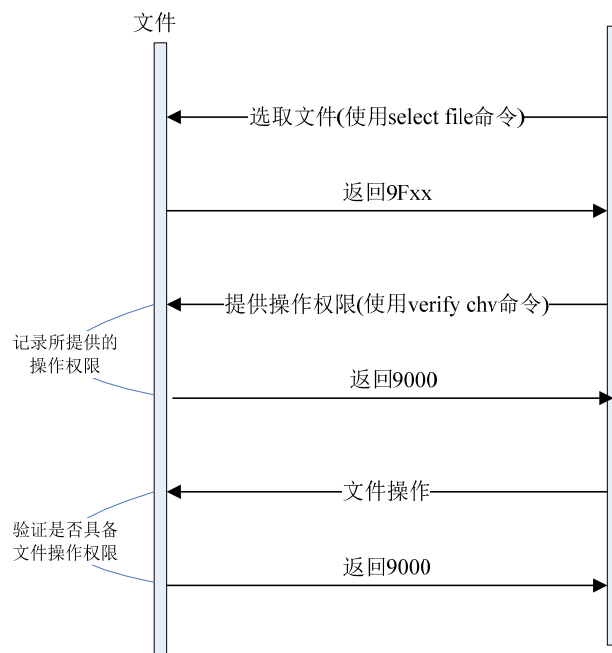 文件
选取文件(使用select file命令)
返回9Fxx
提供操作权限(使用verify chv命令)
记录所提供的
操作权限
返回9000
文件操作
验证是否具备
文件操作权限
返回9000